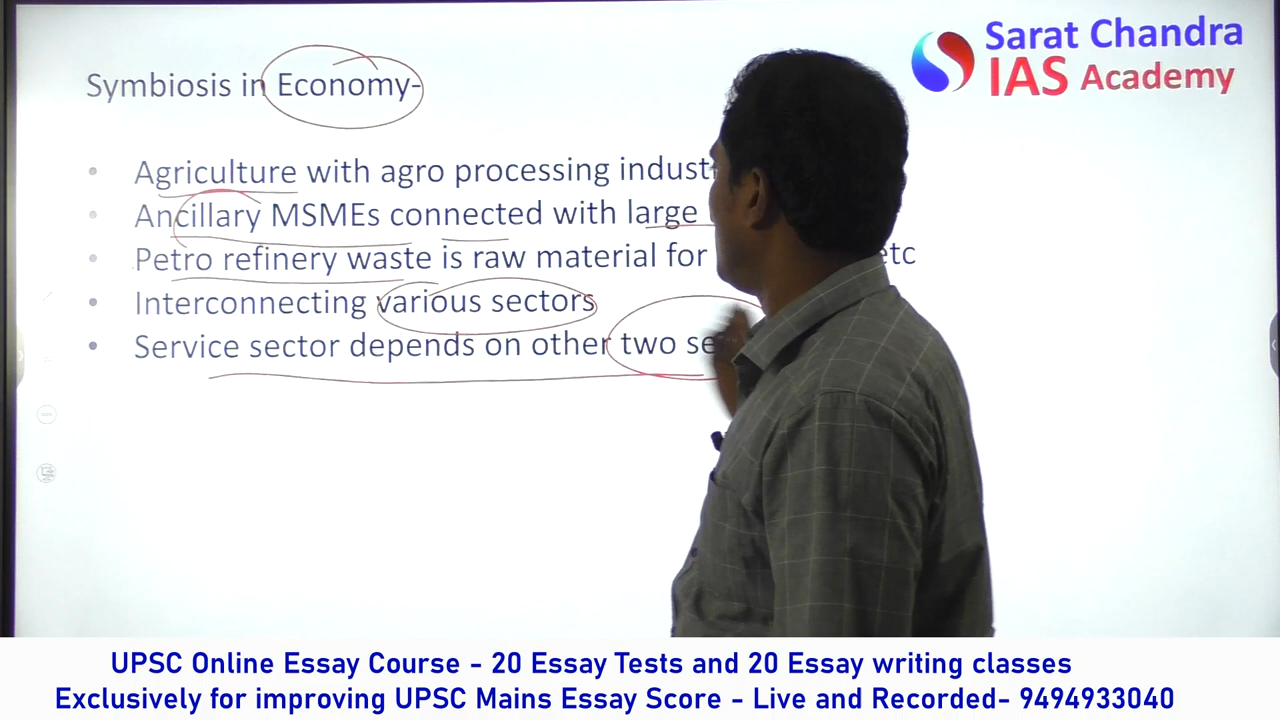 Sarat Chandra
IAS Academy
Symbiosis in Economy-
• Agriculture with agro processing
• Ancillary MSMEs connected with large
• Petro refinery waste is raw material for etc
• Interconnecting various sectors
• Service sector depends on other two
UPSC Online Essay Course - 20 Essay Tests and 20 Essay writing classes
Exclusively for improving UPSC Mains Essay Score - Live and Recorded- 9494933040